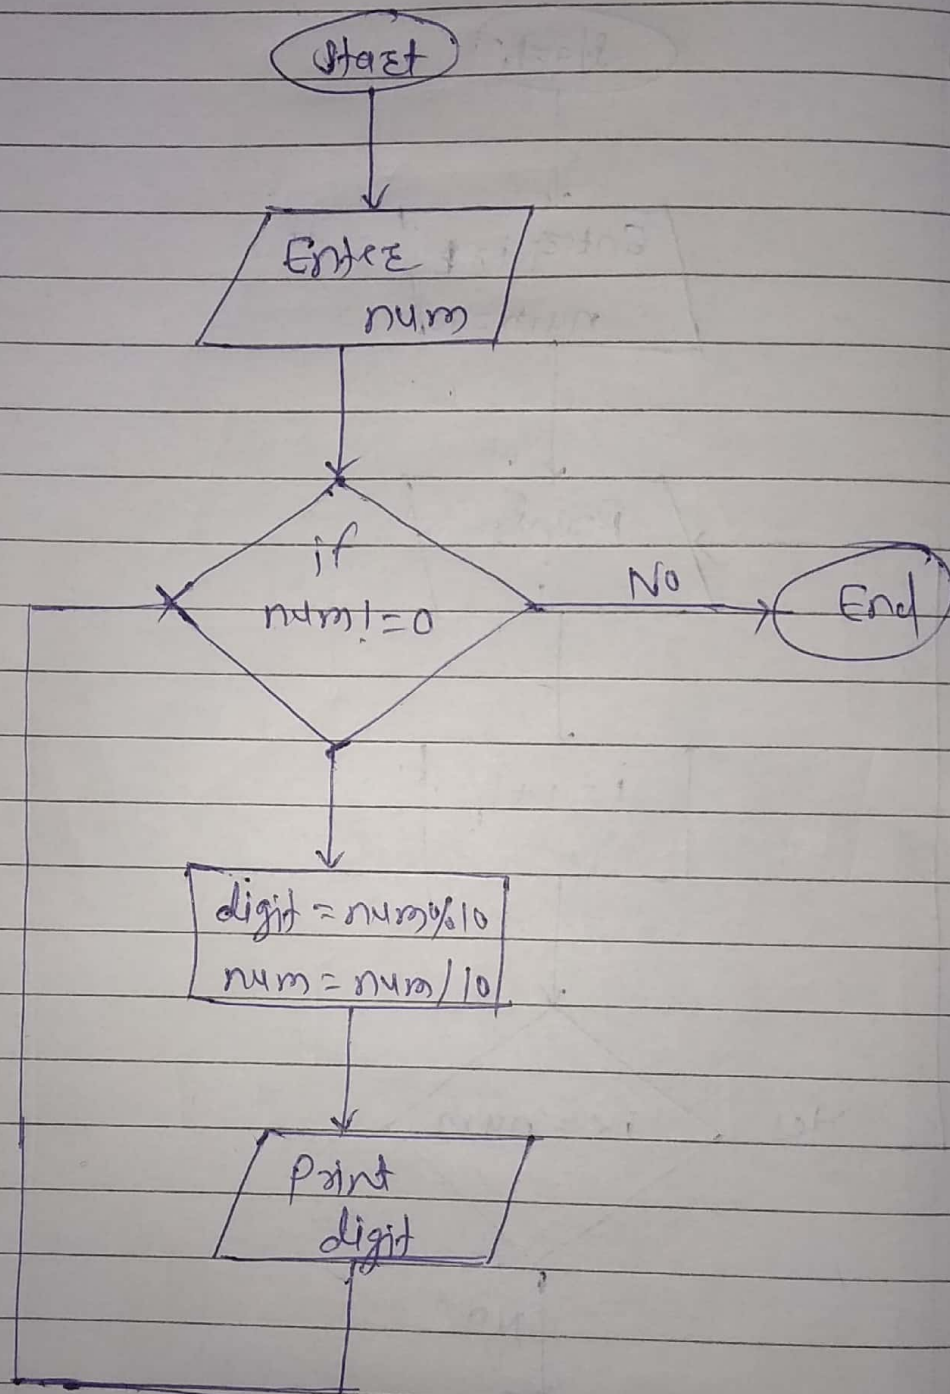 Start
Enter
num
if
num!=0
No
End
digit = num%10
num = num/10
Print
digit